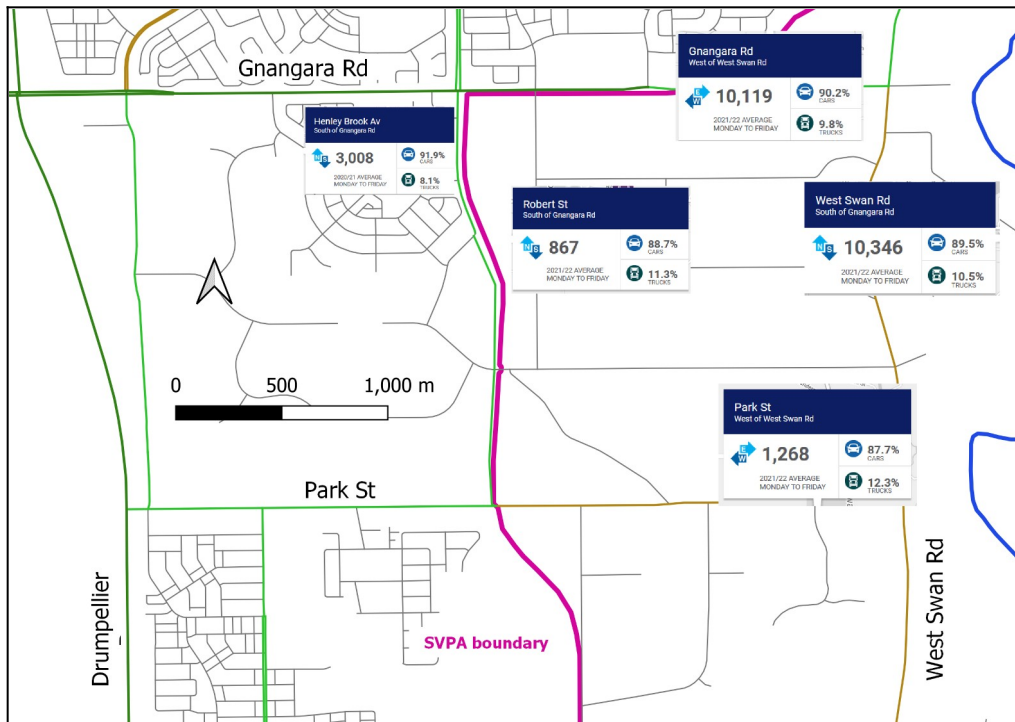 Gnangara Rd
Gnangara Rd
West of West Swan Rd
E
W
10,119
2021/22 AVERAGE
MONDAY TO FRIDAY
90.2%
CARS
9.8%
TRUCKS
Henley Brook Av
South of Gnangara Rd
N
S
3,008
2020/21 AVERAGE
MONDAY TO FRIDAY
91.9%
CARS
8.1%
TRUCKS
Robert St
South of Gnangara Rd
N
S
867
2021/22 AVERAGE
MONDAY TO FRIDAY
88.7%
CARS
11.3%
TRUCKS
West Swan Rd
South of Gnangara Rd
N
S
10,346
2021/22 AVERAGE
MONDAY TO FRIDAY
89.5%
CARS
10.5%
TRUCKS
0 500 1,000 m
Park St
West of West Swan Rd
E
W
1,268
2021/22 AVERAGE
MONDAY TO FRIDAY
87.7%
CARS
12.3%
TRUCKS
Park St
Drumpellier
SVPA boundary
West Swan Rd